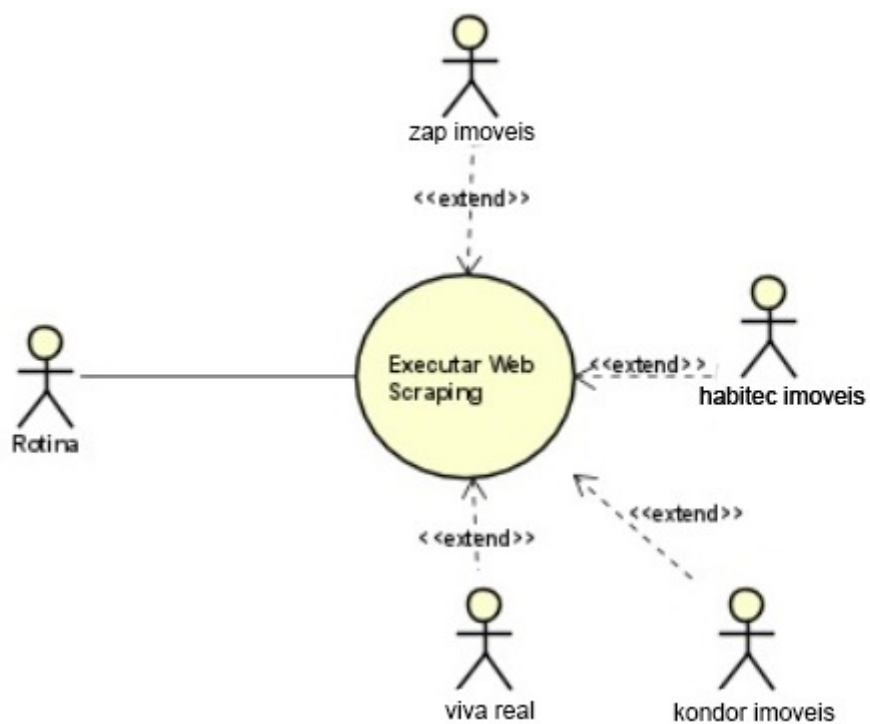 zap imoveis
<<extend>>
Executar Web
Scraping
<<extend>>
habitec imoveis
Rotina
<<extend>>
<<extend>>
viva real
kondor imoveis